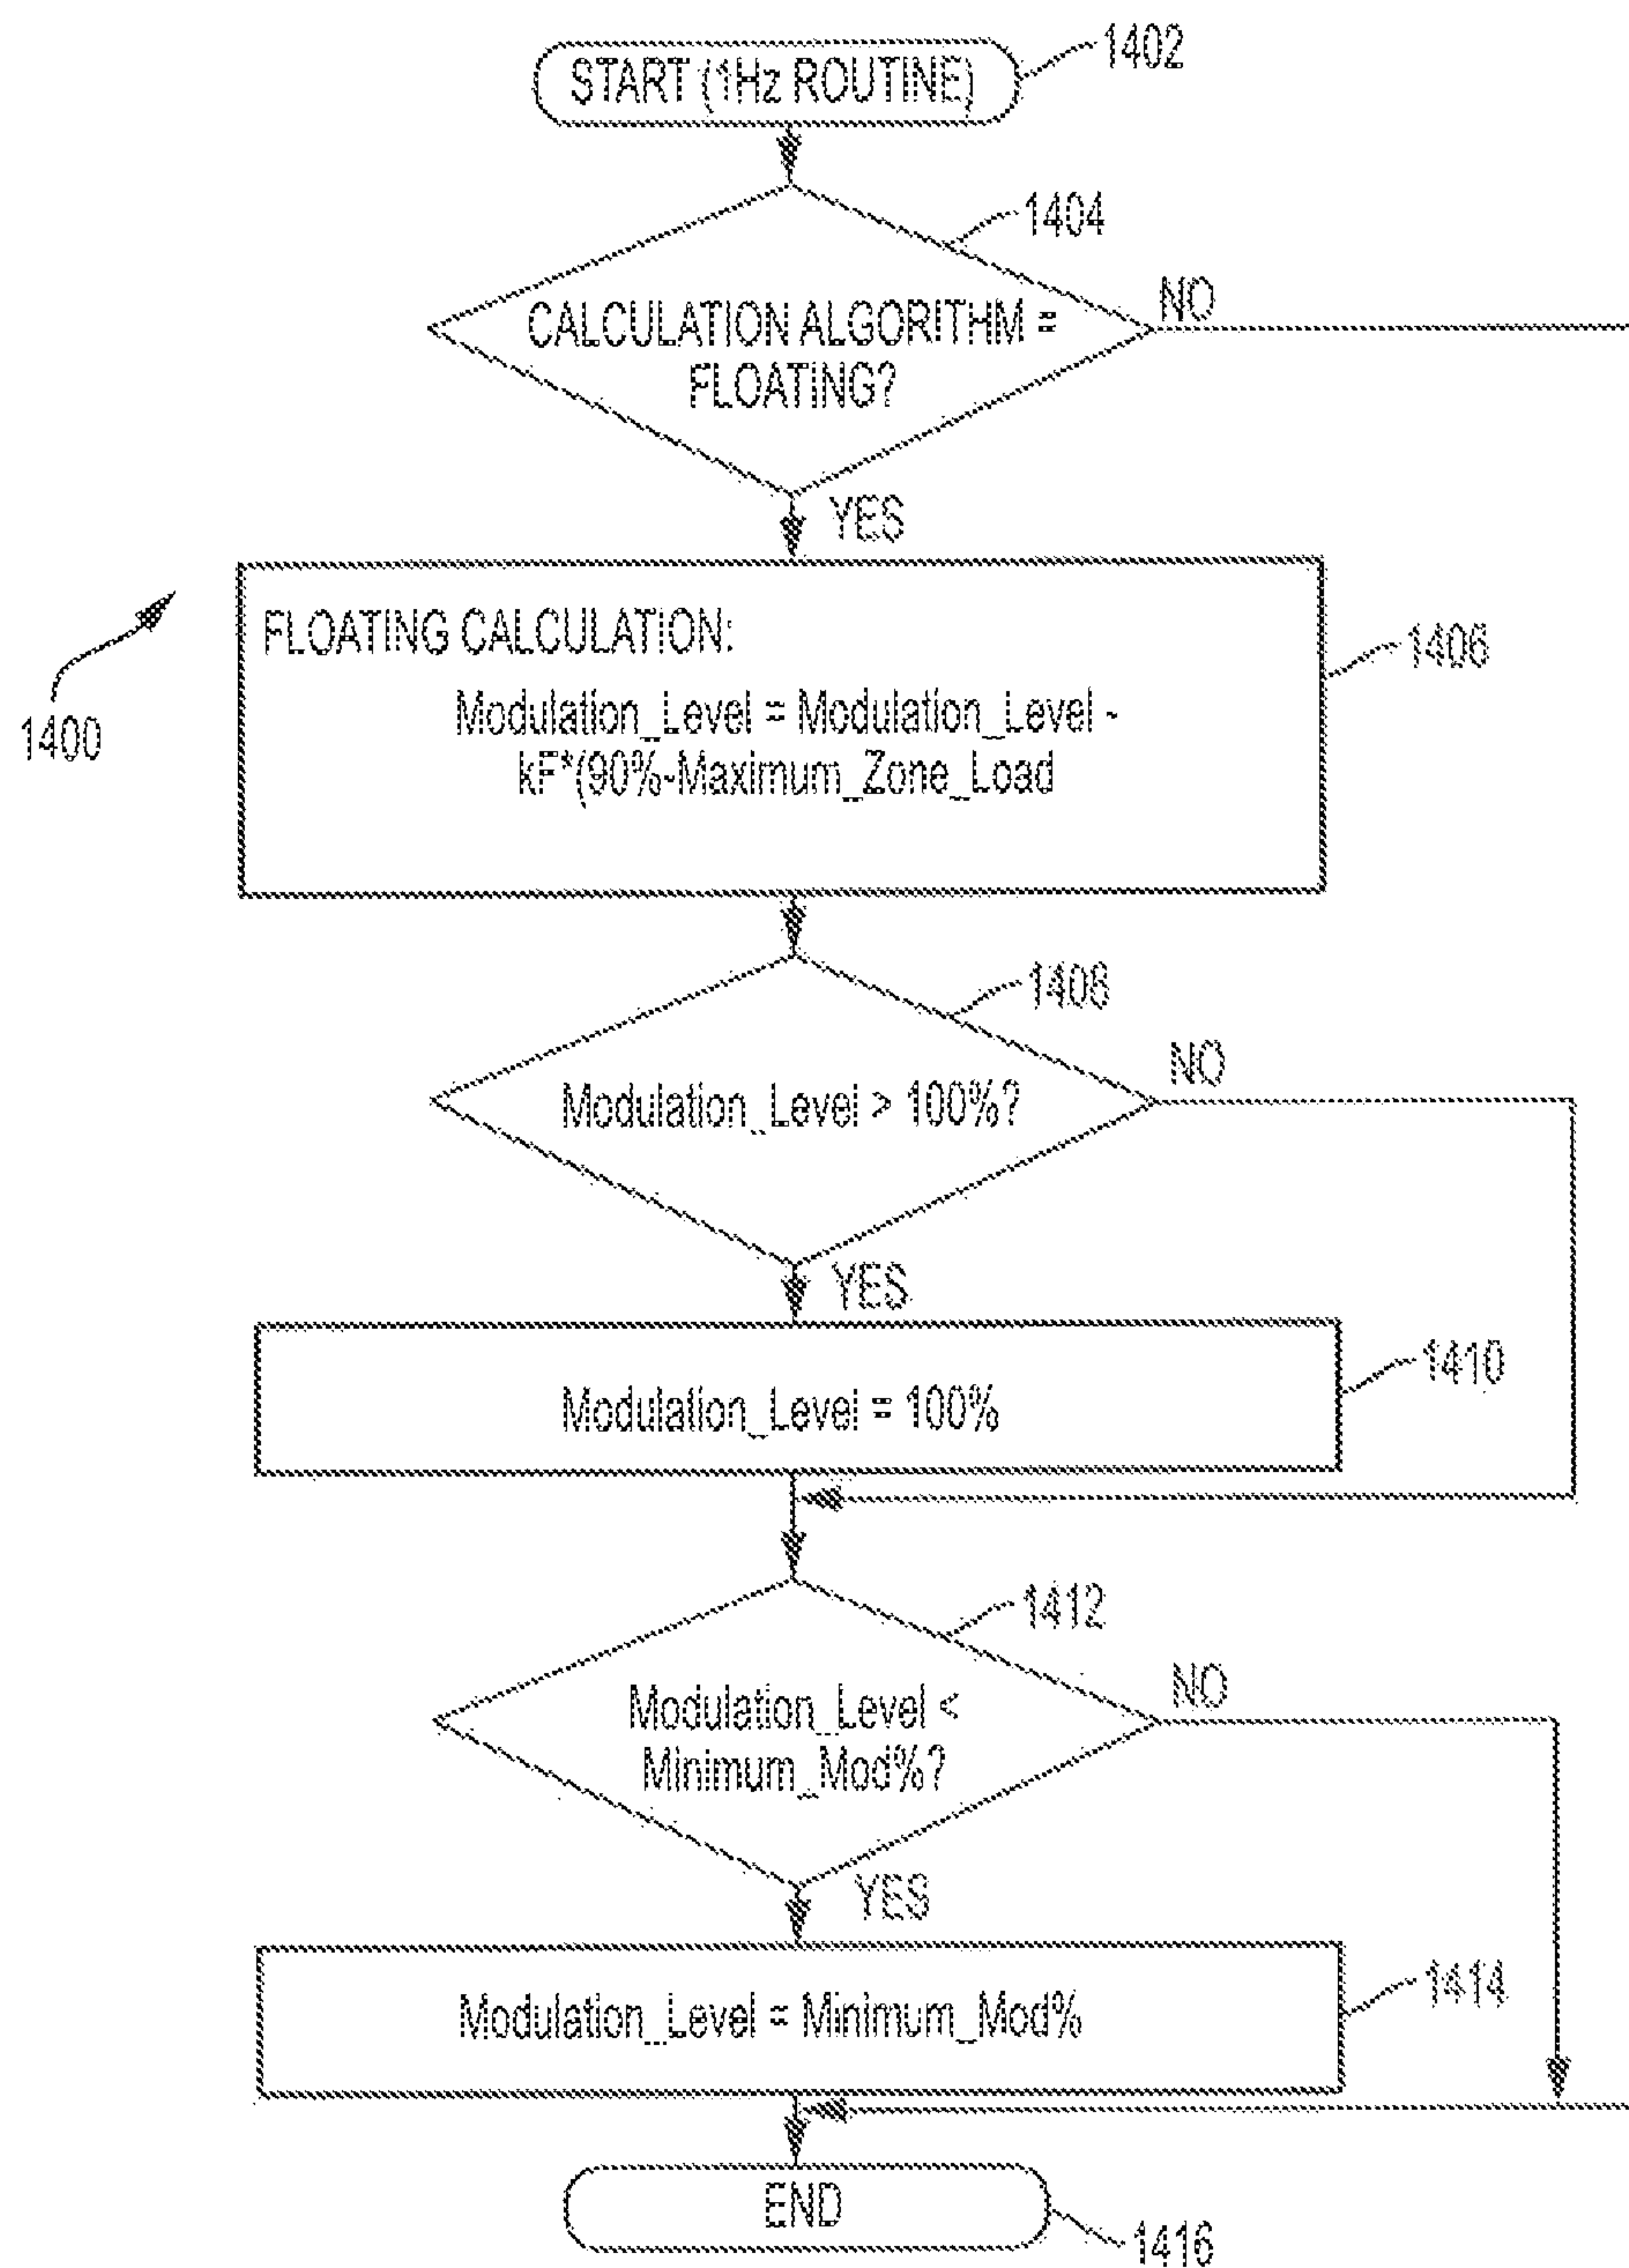 START (1Hz ROUTINE)
1402
1404
CALCULATION ALGORITHM =
FLOATING?
NO
YES
1400
FLOATING CALCULATION:
Modulation_Level = Modulation_Level -
kF*(90%-Maximum_Zone_Load
1406
1408
Modulation_Level > 100%?
NO
YES
Modulation_Level = 100%
1410
1412
Modulation_Level <
Minimum_Mod%?
NO
YES
Modulation_Level = Minimum_Mod%
1414
END
1416